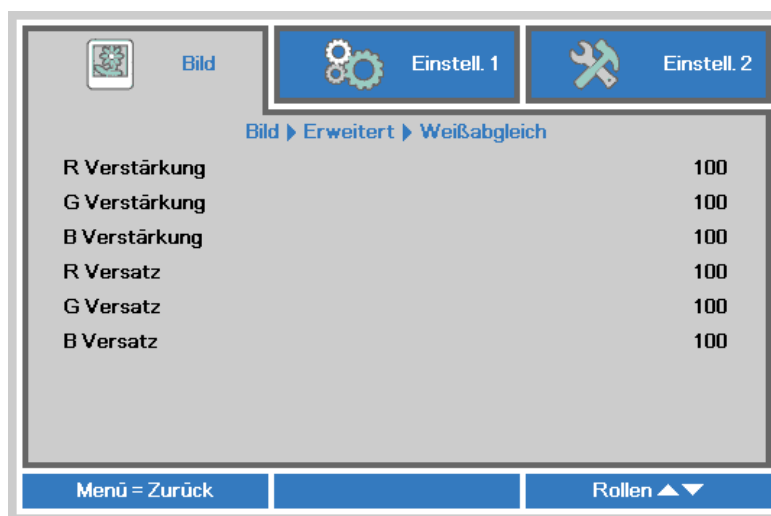 Bild
Einstell. 1
Einstell. 2
Bild ▶ Erweitert ▶ Weißabgleich
R Verstärkung 100
G Verstärkung 100
B Verstärkung 100
R Versatz 100
G Versatz 100
B Versatz 100
Menü = Zurück
Rollen ▲▼